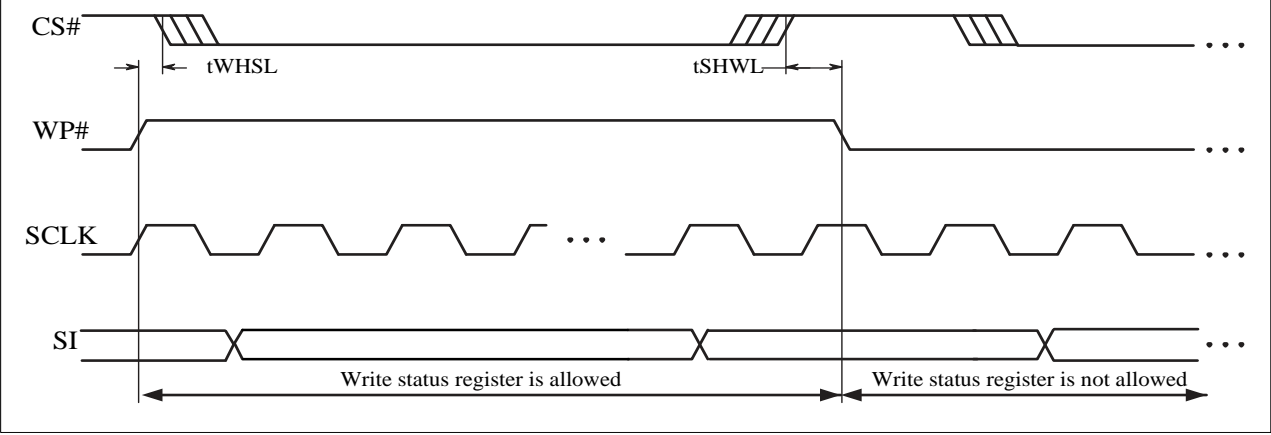 CS#
tWHSL
tSHWL
WP#
SCLK
SI
Write status register is allowed
Write status register is not allowed